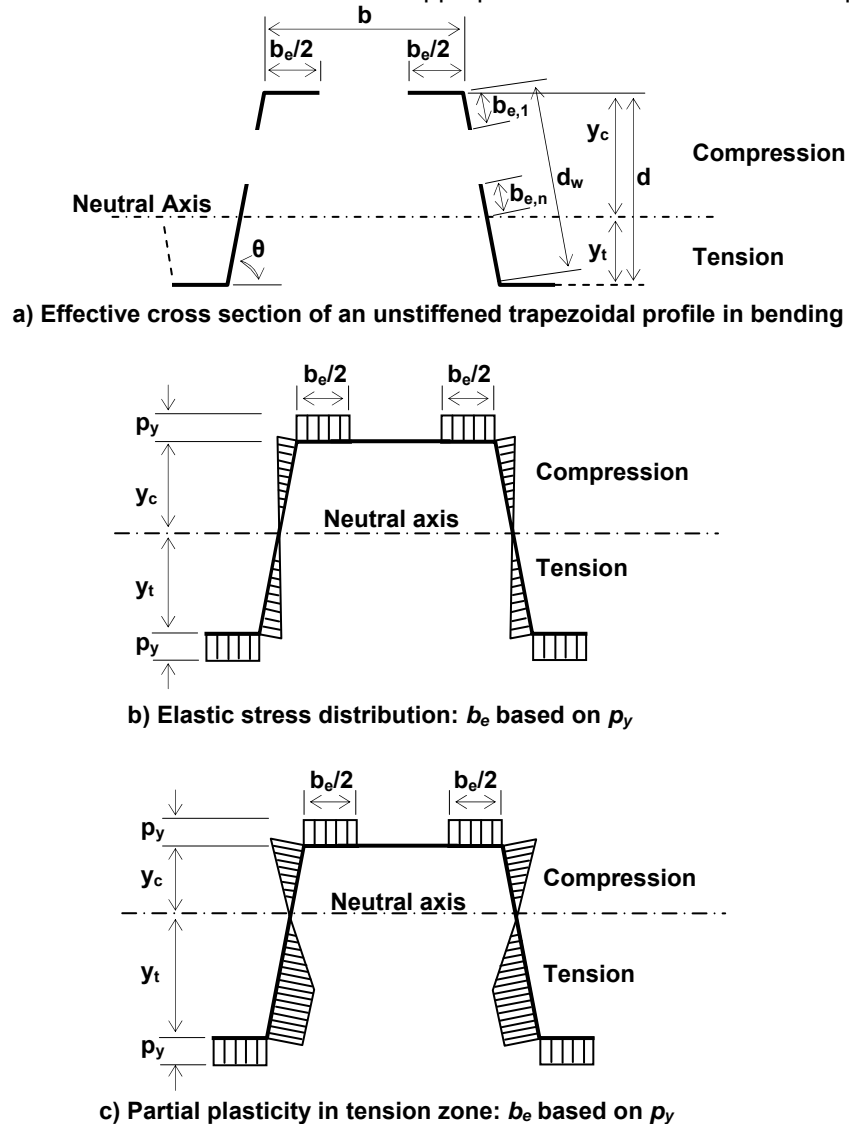 b
b_e/2 b_e/2
b_e,1
y_c
Compression
d_w d
b_e,n
Neutral Axis
y_t
θ
Tension
a) Effective cross section of an unstiffened trapezoidal profile in bending
b_e/2 b_e/2
p_y
Compression
y_c
Neutral axis
Tension
y_t
p_y
b) Elastic stress distribution: b_e based on p_y
b_e/2 b_e/2
p_y
y_c
Compression
Neutral axis
y_t
Tension
p_y
c) Partial plasticity in tension zone: b_e based on p_y